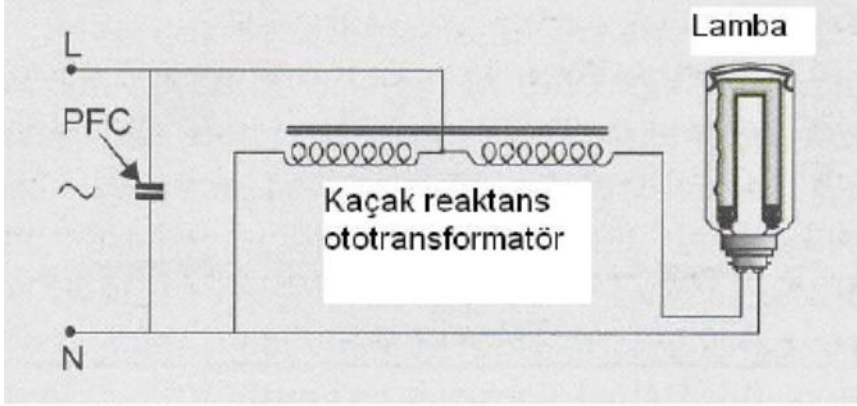 Lamba
L
PFC
Kaçak reaktans
ototransformatör
N